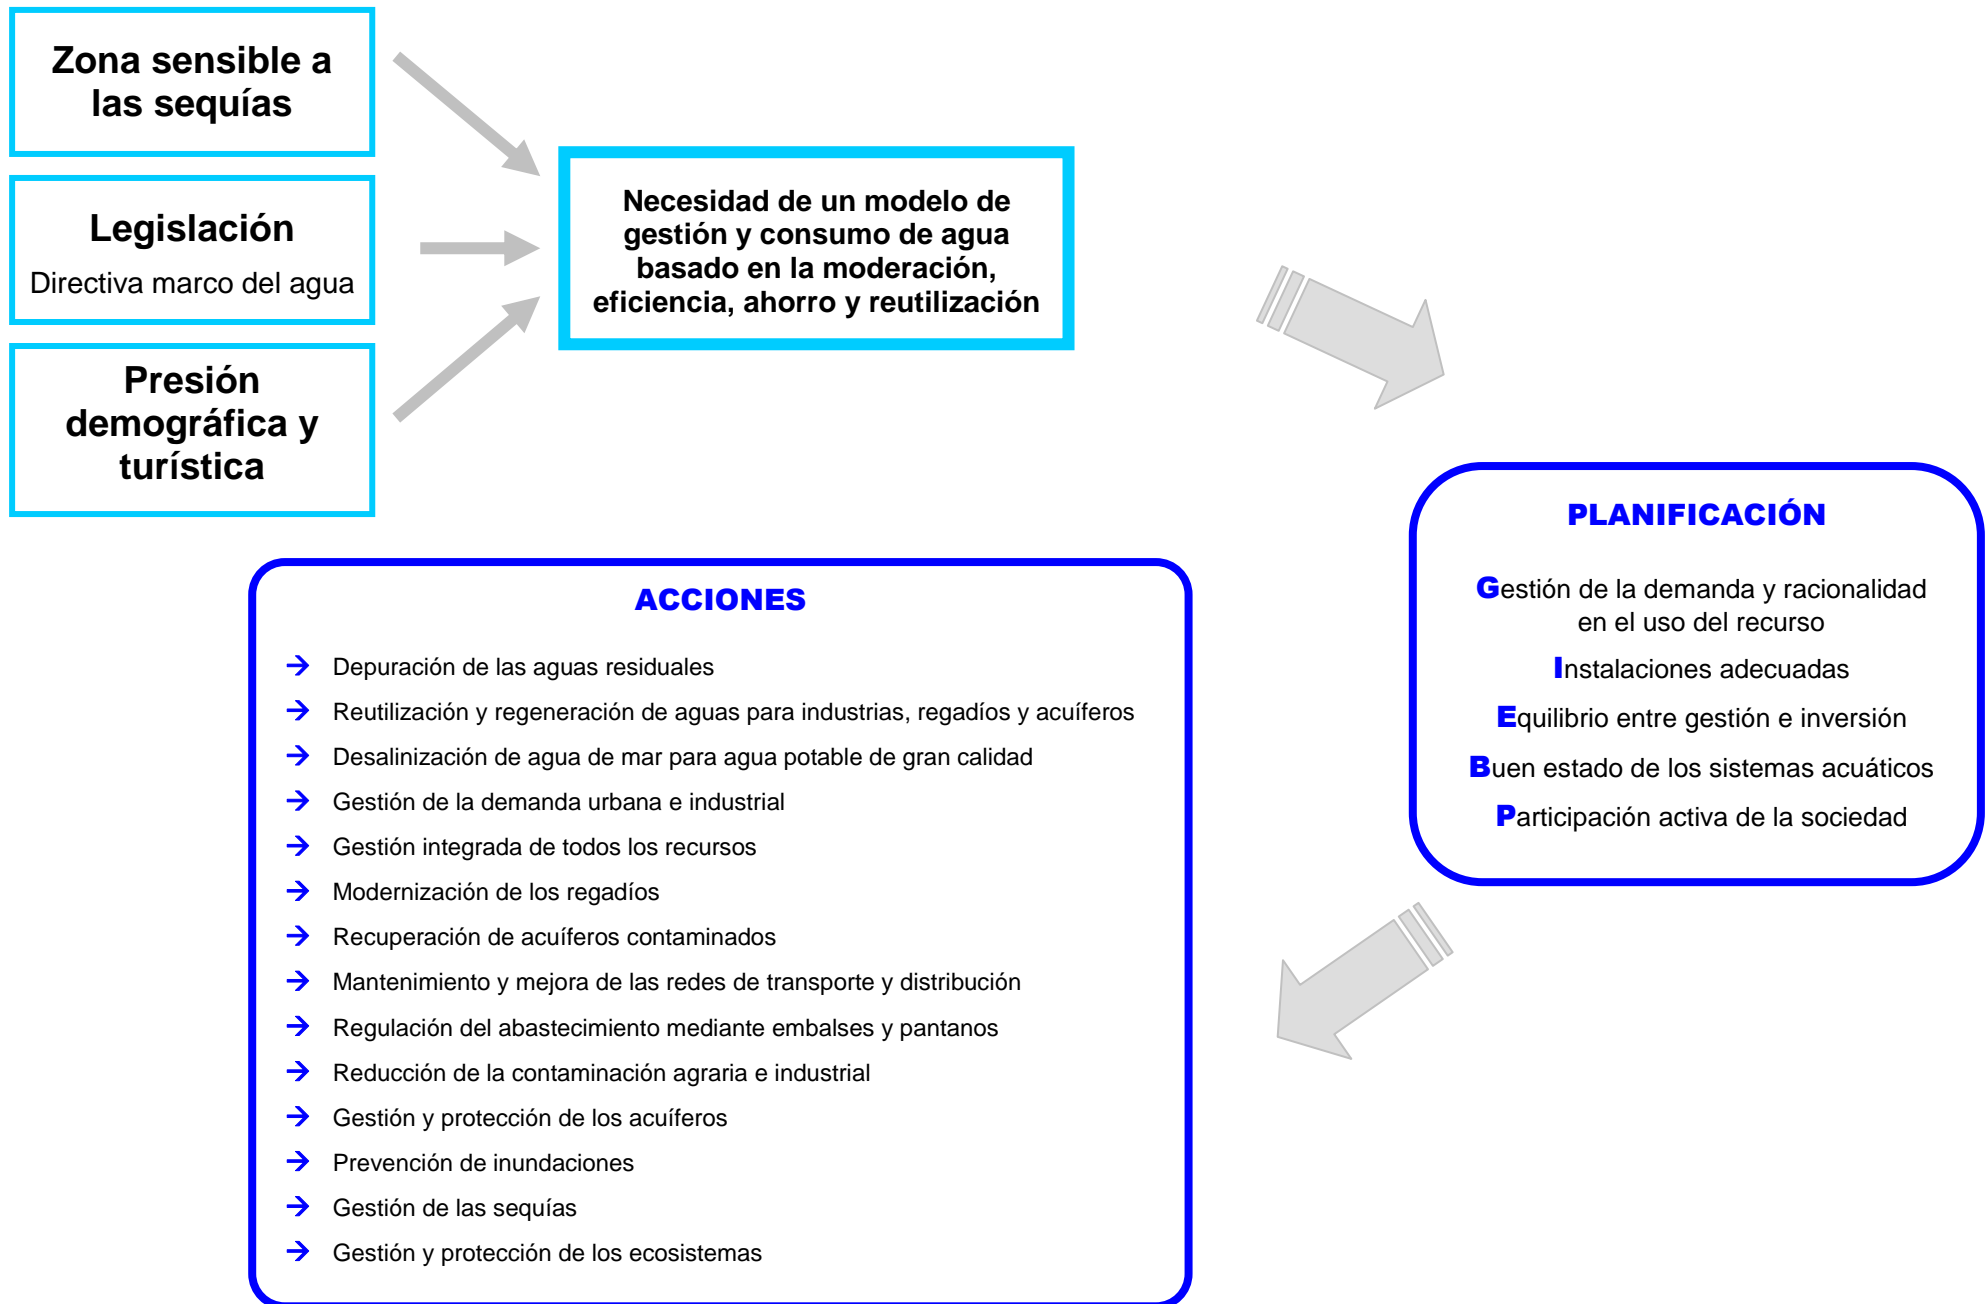 Zona sensible a
las sequías
Legislación
Directiva marco del agua
Presión
demográfica y
turística
Necesidad de un modelo de
gestión y consumo de agua
basado en la moderación,
eficiencia, ahorro y reutilización
PLANIFICACIÓN
Gestión de la demanda y racionalidad
en el uso del recurso
Instalaciones adecuadas
Equilibrio entre gestión e inversión
Buen estado de los sistemas acuáticos
Participación activa de la sociedad
ACCIONES
→ Depuración de las aguas residuales
→ Reutilización y regeneración de aguas para industrias, regadíos y acuíferos
→ Desalinización de agua de mar para agua potable de gran calidad
→ Gestión de la demanda urbana e industrial
→ Gestión integrada de todos los recursos
→ Modernización de los regadíos
→ Recuperación de acuíferos contaminados
→ Mantenimiento y mejora de las redes de transporte y distribución
→ Regulación del abastecimiento mediante embalses y pantanos
→ Reducción de la contaminación agraria e industrial
→ Gestión y protección de los acuíferos
→ Prevención de inundaciones
→ Gestión de las sequías
→ Gestión y protección de los ecosistemas